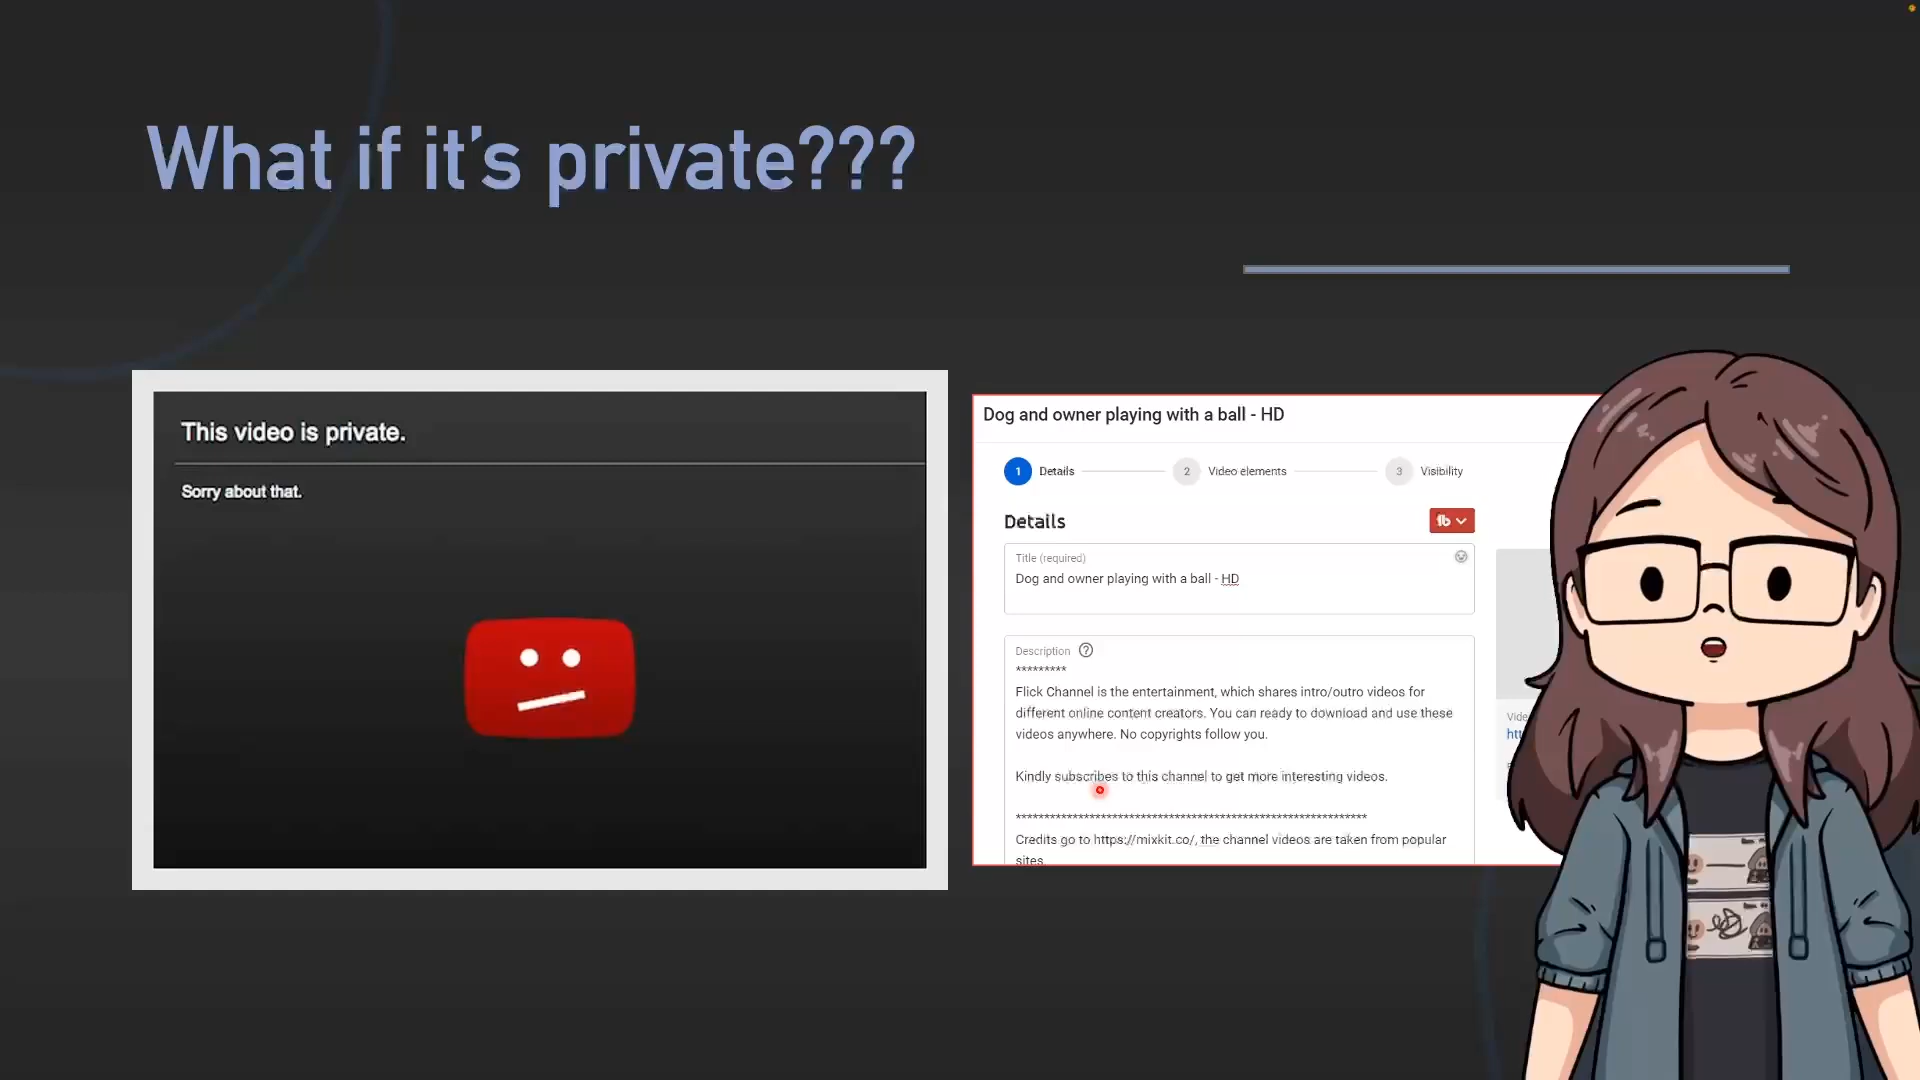 What if it's private???
This video is private.
Sorry about that.
Dog and owner playing with a ball - HD
1 Details
2 Video elements
3 Visibility
Details
Title (required)
Dog and owner playing with a ball - HD
Description ?
*********
Flick Channel is the entertainment, which shares intro/outro videos for
different online content creators. You can ready to download and use these
videos anywhere. No copyrights follow you.
Kindly subscribes to this channel to get more interesting videos.
**************************************************************
Credits go to https://mixkit.co/, the channel videos are taken from popular
sites.